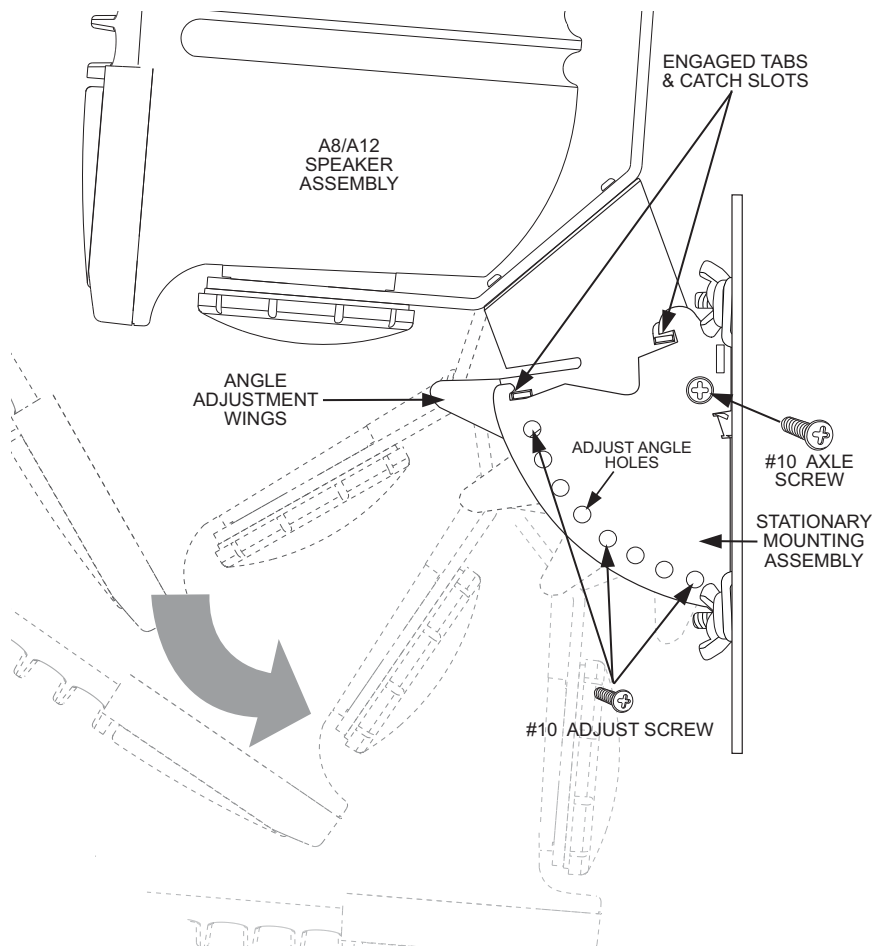 ENGAGED TABS
& CATCH SLOTS
A8/A12
SPEAKER
ASSEMBLY
ANGLE
ADJUSTMENT
WINGS
ADJUST ANGLE
HOLES
#10 AXLE
SCREW
STATIONARY
MOUNTING
ASSEMBLY
#10 ADJUST SCREW